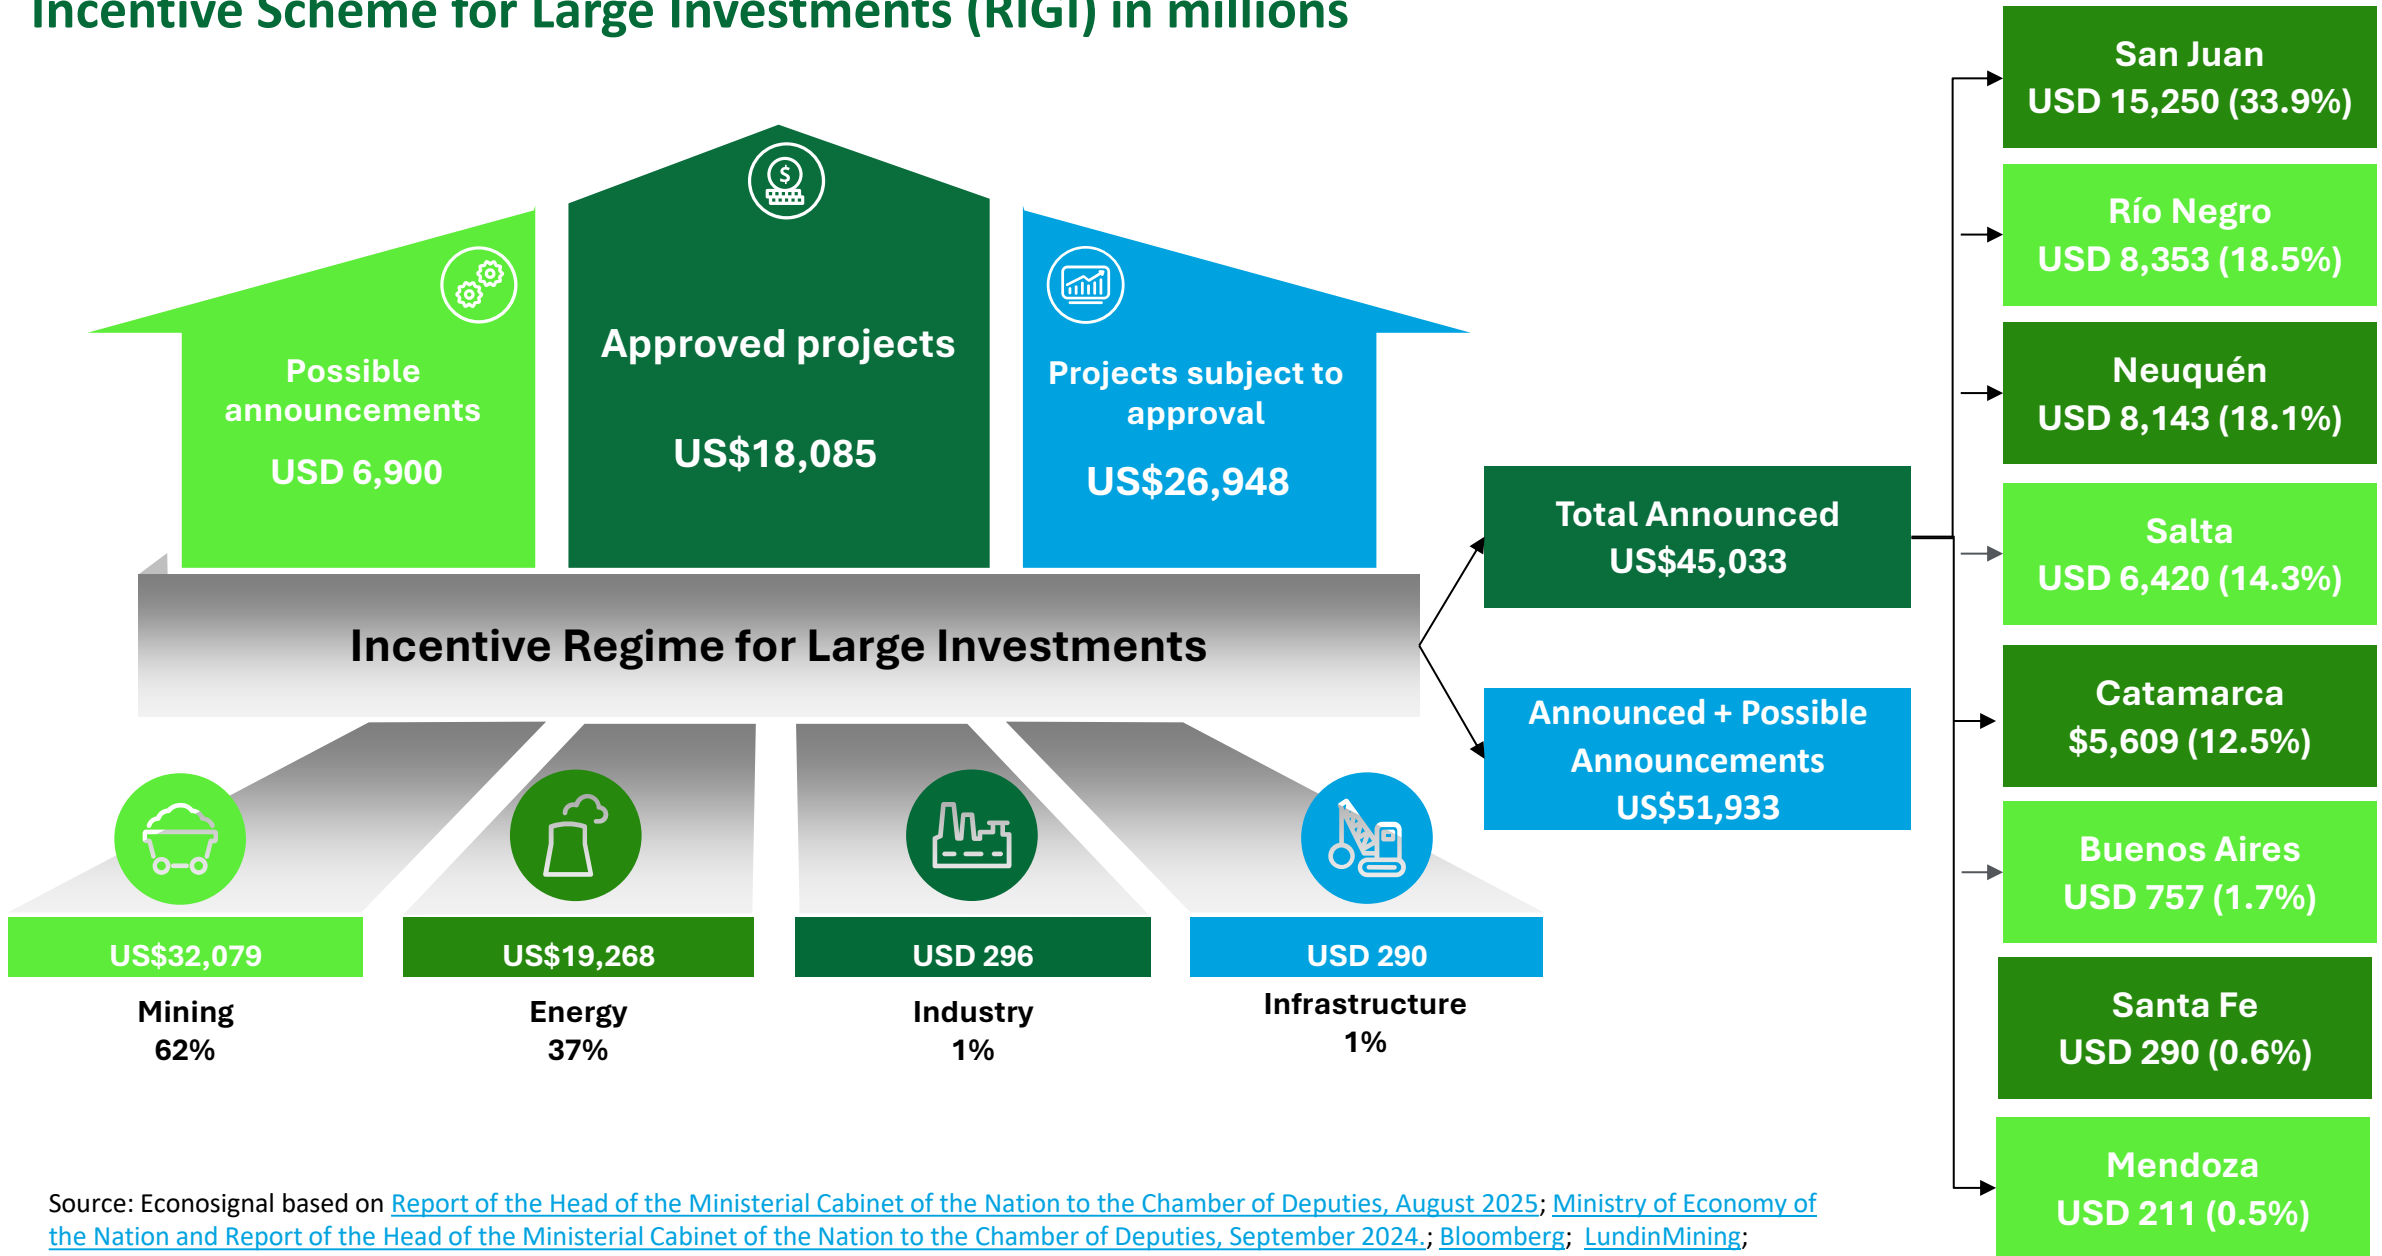 Incentive Scheme for Large Investments (RIGI) in millions
Possible
announcements
USD 6,900
$
Approved projects
US$18,085
Projects subject to
approval
US$26,948
Incentive Regime for Large Investments
Total Announced
US$45,033
Announced + Possible
Announcements
US$51,933
US$32,079
Mining
62%
US$19,268
Energy
37%
USD 296
Industry
1%
USD 290
Infrastructure
1%
San Juan
USD 15,250 (33.9%)
Río Negro
USD 8,353 (18.5%)
Neuquén
USD 8,143 (18.1%)
Salta
USD 6,420 (14.3%)
Catamarca
$5,609 (12.5%)
Buenos Aires
USD 757 (1.7%)
Santa Fe
USD 290 (0.6%)
Mendoza
USD 211 (0.5%)
Source: Econosignal based on Report of the Head of the Ministerial Cabinet of the Nation to the Chamber of Deputies, August 2025; Ministry of Economy of
the Nation and Report of the Head of the Ministerial Cabinet of the Nation to the Chamber of Deputies, September 2024.; Bloomberg; LundinMining;